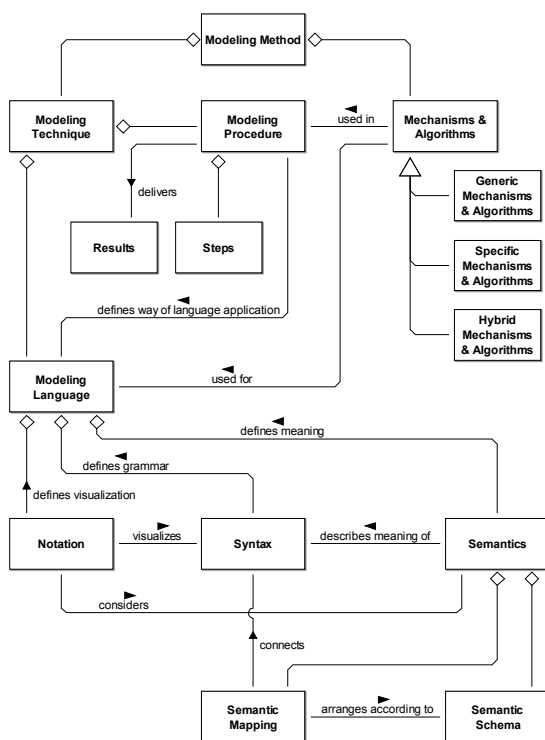 Modeling Method
Modeling
Technique
Modeling
Procedure
used in
Mechanisms &
Algorithms
delivers
Generic
Mechanisms
& Algorithms
Results
Steps
Specific
Mechanisms
& Algorithms
defines way of language application
Hybrid
Mechanisms
& Algorithms
Modeling
Language
used for
defines meaning
defines grammar
defines visualization
Notation
visualizes
Syntax
describes meaning of
Semantics
considers
connects
Semantic
Mapping
arranges according to
Semantic
Schema